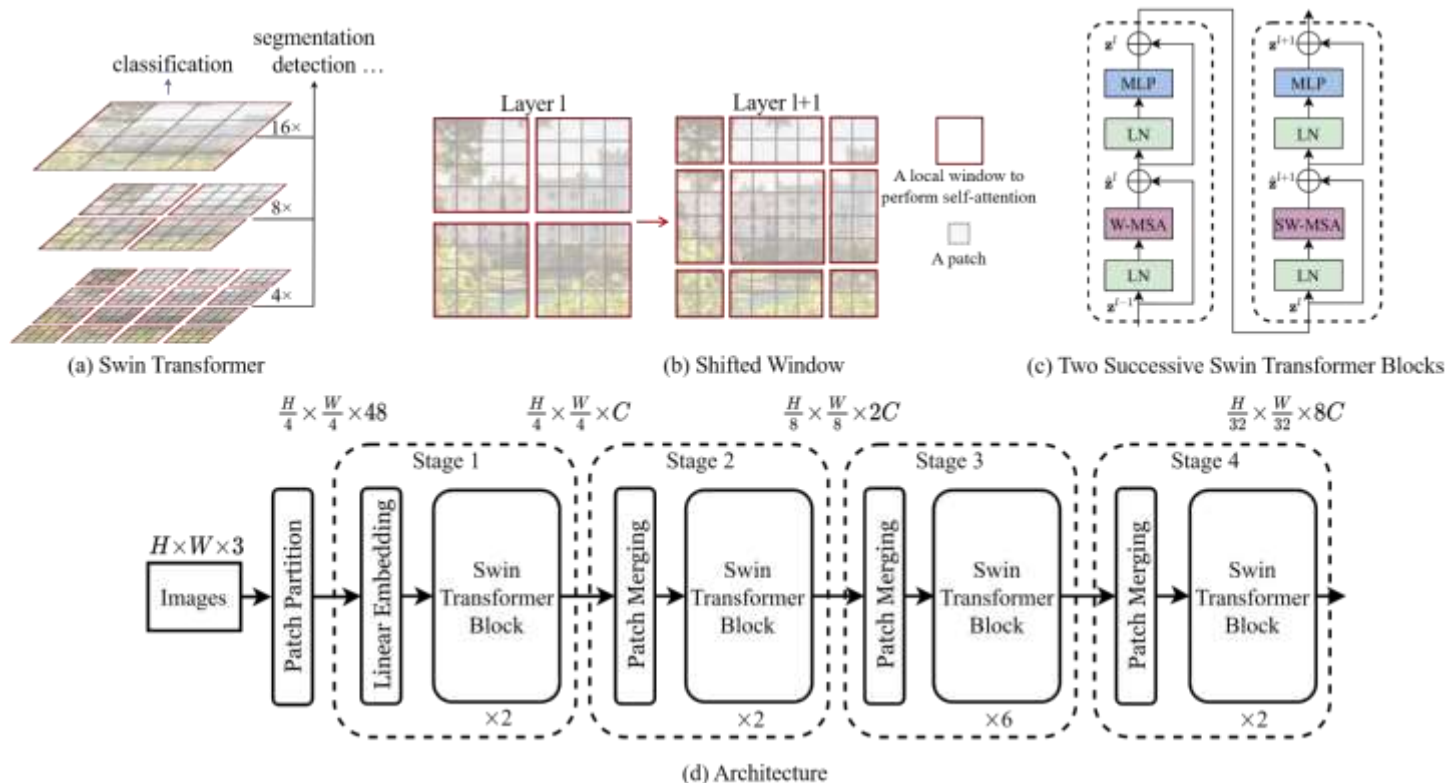 classification
segmentation
detection ...
16×
8×
4×
(a) Swin Transformer
Layer l
Layer l+1
A local window to
perform self-attention
A patch
(b) Shifted Window
z^l
MLP
LN
ẑ^l
W-MSA
LN
z^{l-1}
z^{l+1}
MLP
LN
ẑ^{l+1}
SW-MSA
LN
z^l
(c) Two Successive Swin Transformer Blocks
H/4 × W/4 × 48
H/4 × W/4 × C
H/8 × W/8 × 2C
H/32 × W/32 × 8C
Stage 1
Stage 2
Stage 3
Stage 4
H×W×3
Images
Patch Partition
Linear Embedding
Swin
Transformer
Block
×2
Patch Merging
Swin
Transformer
Block
×2
Patch Merging
Swin
Transformer
Block
×6
Patch Merging
Swin
Transformer
Block
×2
(d) Architecture